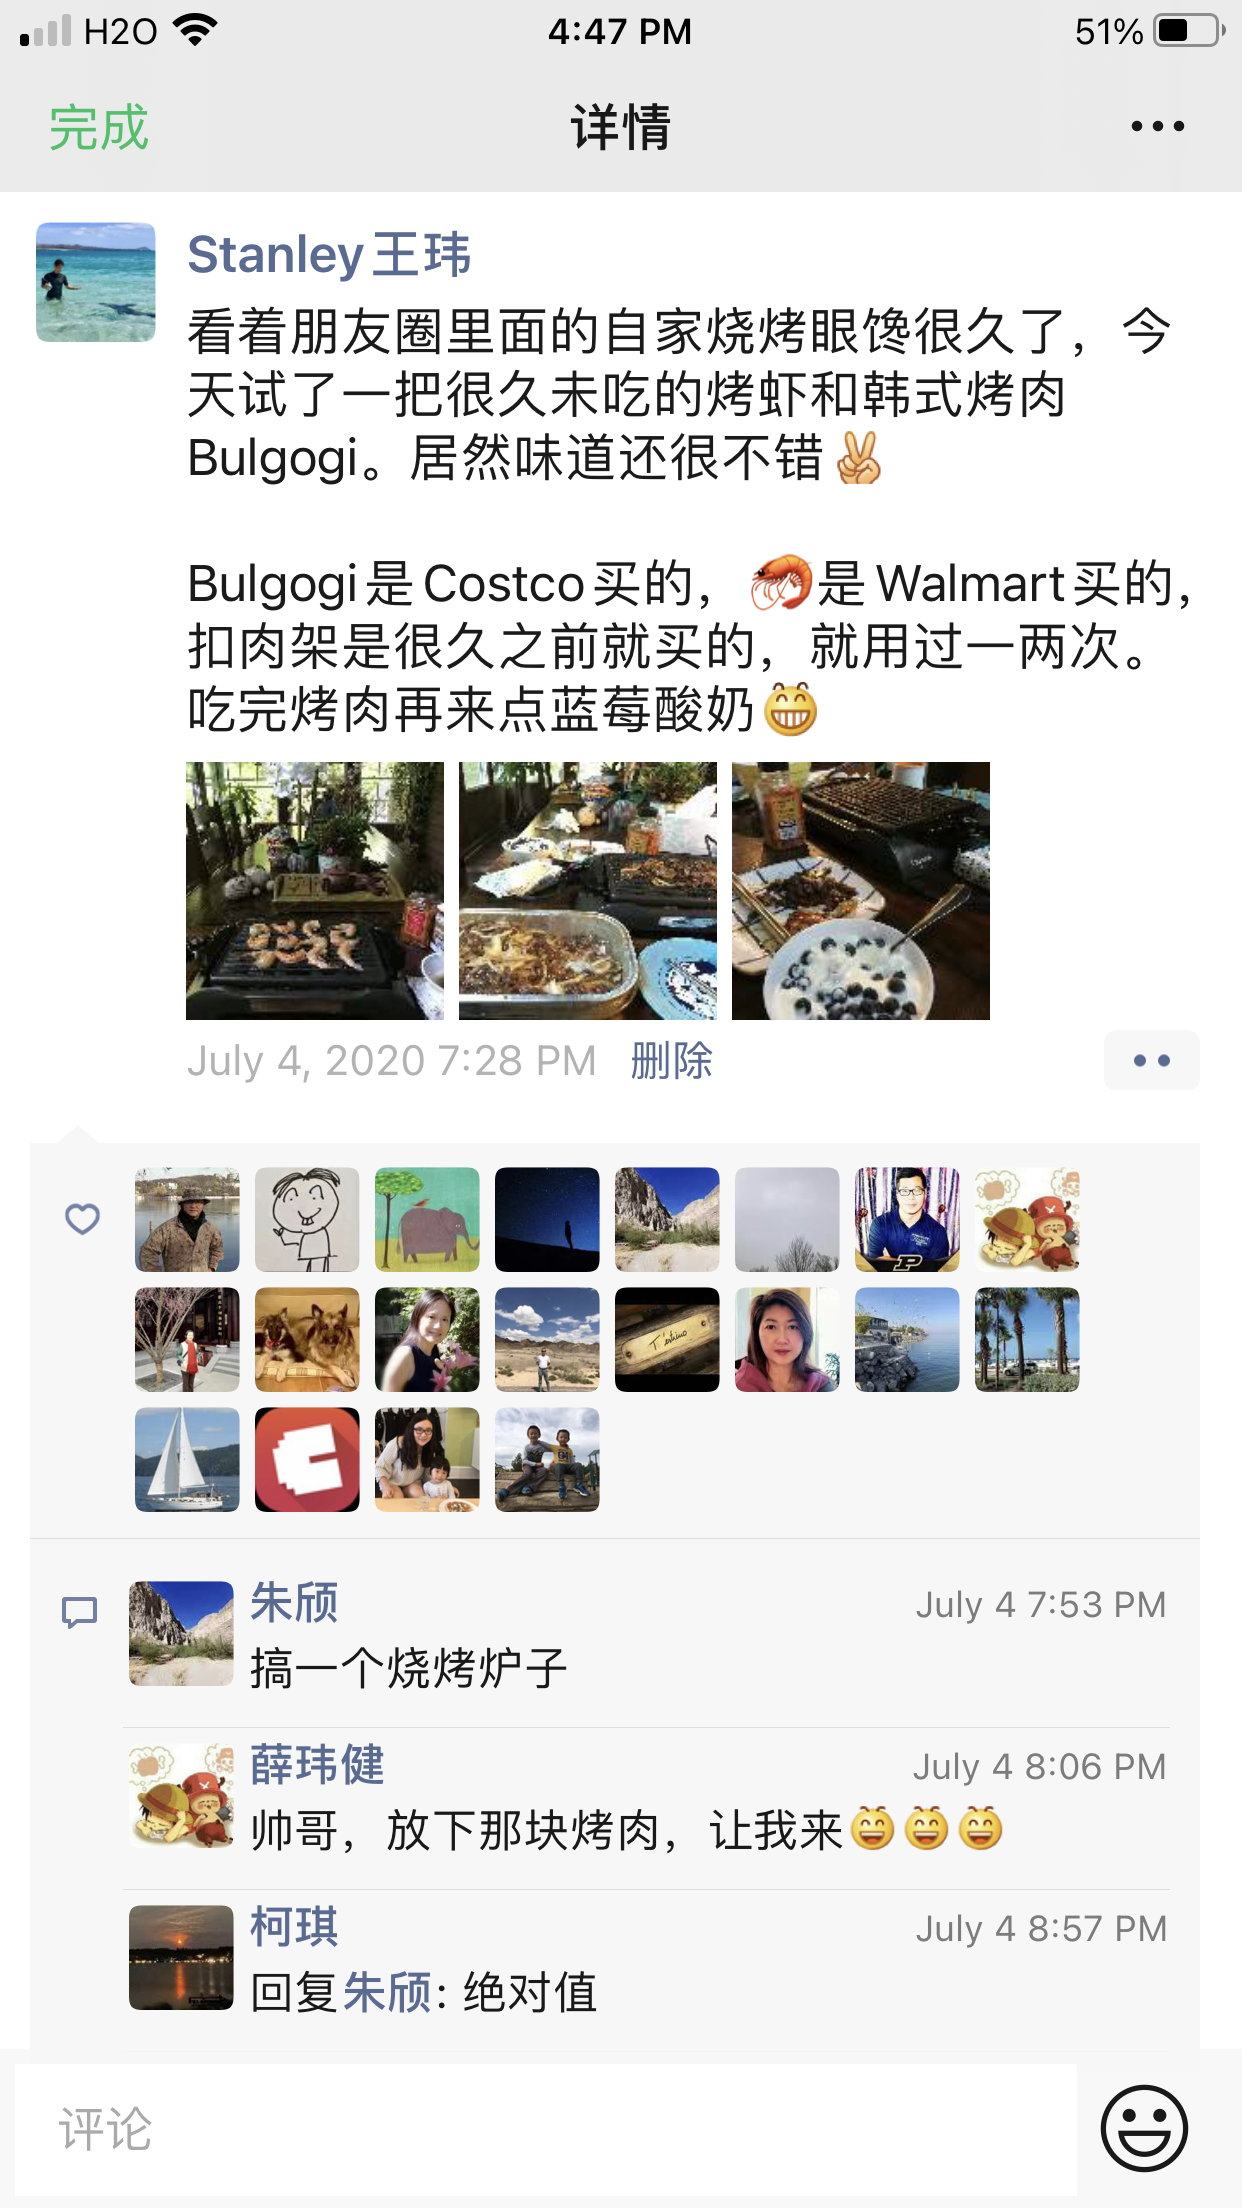 H2O 4:47 PM 51%
完成 详情
Stanley王玮
看着朋友圈里面的自家烧烤眼馋很久了，今
天试了一把很久未吃的烤虾和韩式烤肉
Bulgogi。居然味道还很不错✌️
Bulgogi是Costco买的，🦐是Walmart买的，
扣肉架是很久之前就买的，就用过一两次。
吃完烤肉再来点蓝莓酸奶😁
July 4, 2020 7:28 PM 删除
朱颀 July 4 7:53 PM
搞一个烧烤炉子
薛玮健 July 4 8:06 PM
帅哥，放下那块烤肉，让我来😄😄😄
柯琪 July 4 8:57 PM
回复朱颀: 绝对值
评论